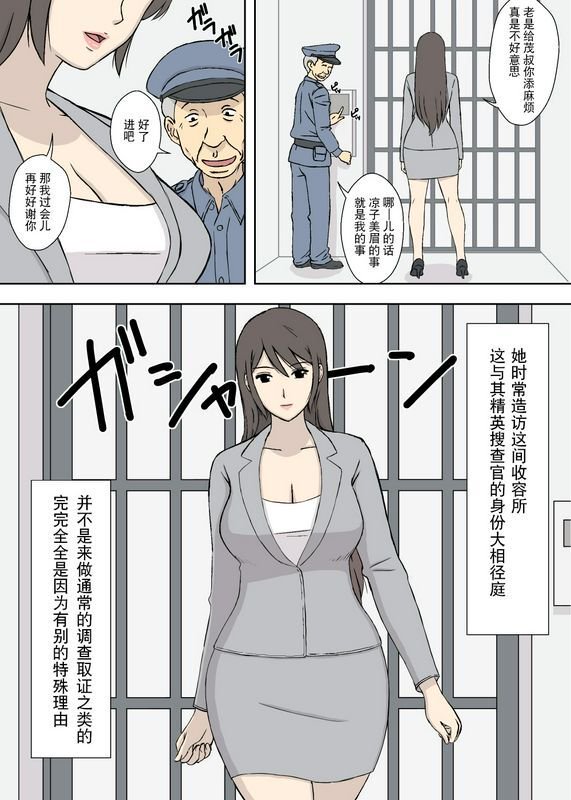 老是给茂叔你添麻烦
真是不好意思
哪ー儿的话
凉子美眉的事
就是我的事
ガラ
ガラ
好了
进吧
那我过会儿
再好好谢你
ガシャーン
她时常造访这间收容所
这与其精英搜查官的身份大相径庭
并不是来做通常的调查取证之类的
完完全全是因为有别的特殊理由